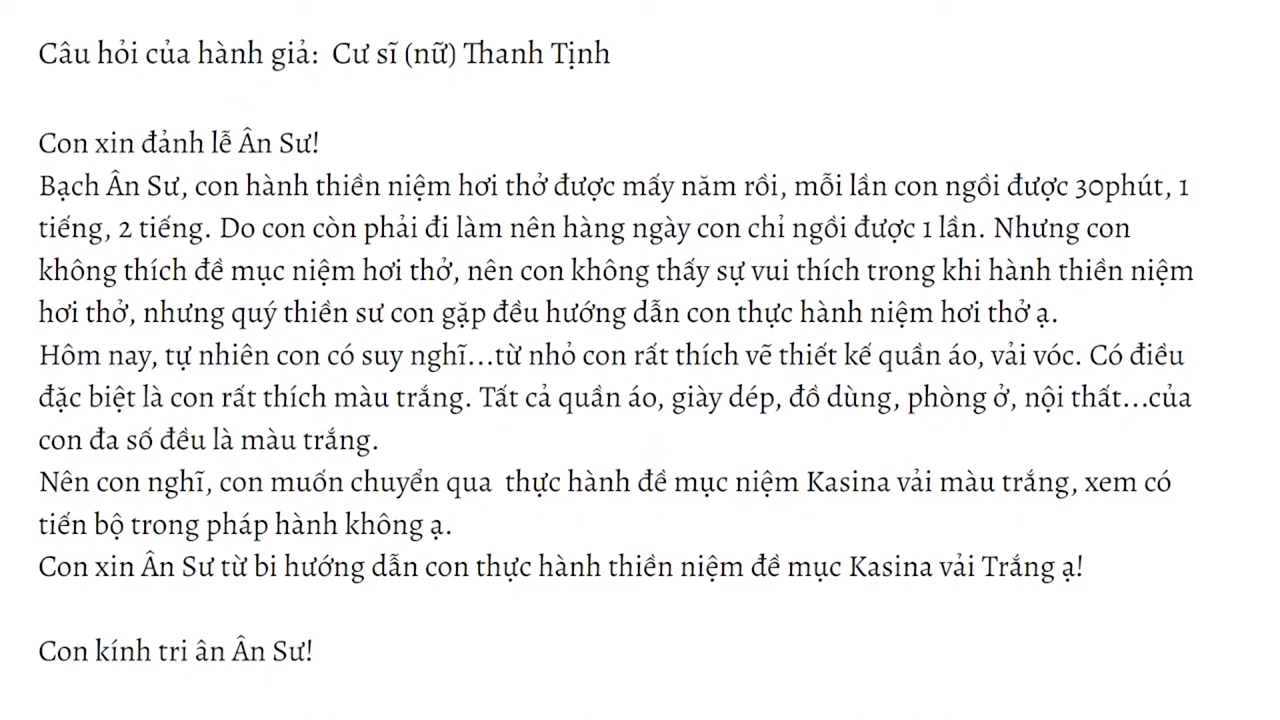 Câu hỏi của hành giả: Cư sĩ (nữ) Thanh Tịnh
Con xin đảnh lễ Ân Sư!
Bạch Ân Sư, con hành thiền niệm hơi thở được mấy năm rồi, mỗi lần con ngồi được 30phút, 1
tiếng, 2 tiếng. Do con còn phải đi làm nên hàng ngày con chỉ ngồi được 1 lần. Nhưng con
không thích đề mục niệm hơi thở, nên con không thấy sự vui thích trong khi hành thiền niệm
hơi thở, nhưng quý thiền sư con gặp đều hướng dẫn con thực hành niệm hơi thở ạ.
Hôm nay, tự nhiên con có suy nghĩ...từ nhỏ con rất thích vẽ thiết kế quần áo, vải vóc. Có điều
đặc biệt là con rất thích màu trắng. Tất cả quần áo, giày dép, đồ dùng, phòng ở, nội thất...của
con đa số đều là màu trắng.
Nên con nghĩ, con muốn chuyển qua thực hành đề mục niệm Kasina vải màu trắng, xem có
tiến bộ trong pháp hành không ạ.
Con xin Ân Sư từ bi hướng dẫn con thực hành thiền niệm đề mục Kasina vải Trắng ạ!
Con kính tri ân Ân Sư!